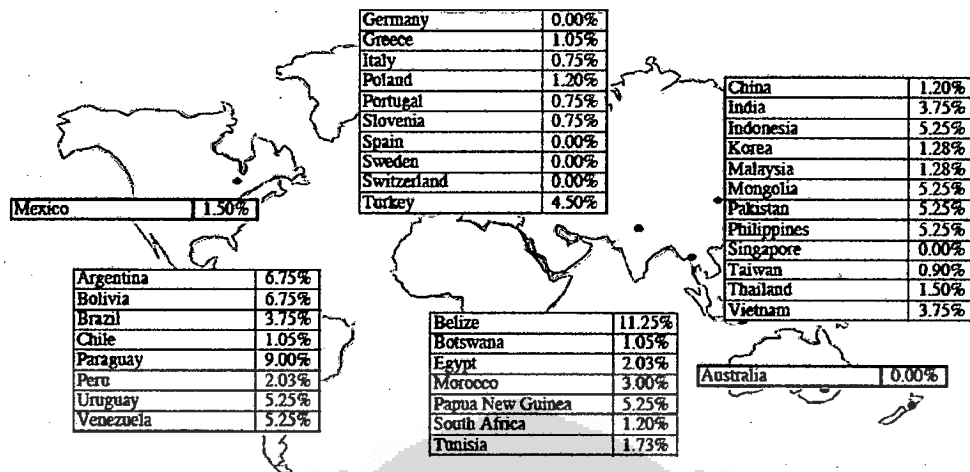 Germany 0.00%
Greece 1.05%
Italy 0.75%
Poland 1.20%
Portugal 0.75%
Slovenia 0.75%
Spain 0.00%
Sweden 0.00%
Switzerland 0.00%
Turkey 4.50%
China 1.20%
India 3.75%
Indonesia 5.25%
Korea 1.28%
Malaysia 1.28%
Mongolia 5.25%
Pakistan 5.25%
Philippines 5.25%
Singapore 0.00%
Taiwan 0.90%
Thailand 1.50%
Vietnam 3.75%
Mexico 1.50%
Argentina 6.75%
Bolivia 6.75%
Brazil 3.75%
Chile 1.05%
Paraguay 9.00%
Peru 2.03%
Uruguay 5.25%
Venezuela 5.25%
Belize 11.25%
Botswana 1.05%
Egypt 2.03%
Morocco 3.00%
Papua New Guinea 5.25%
South Africa 1.20%
Tunisia 1.73%
Australia 0.00%